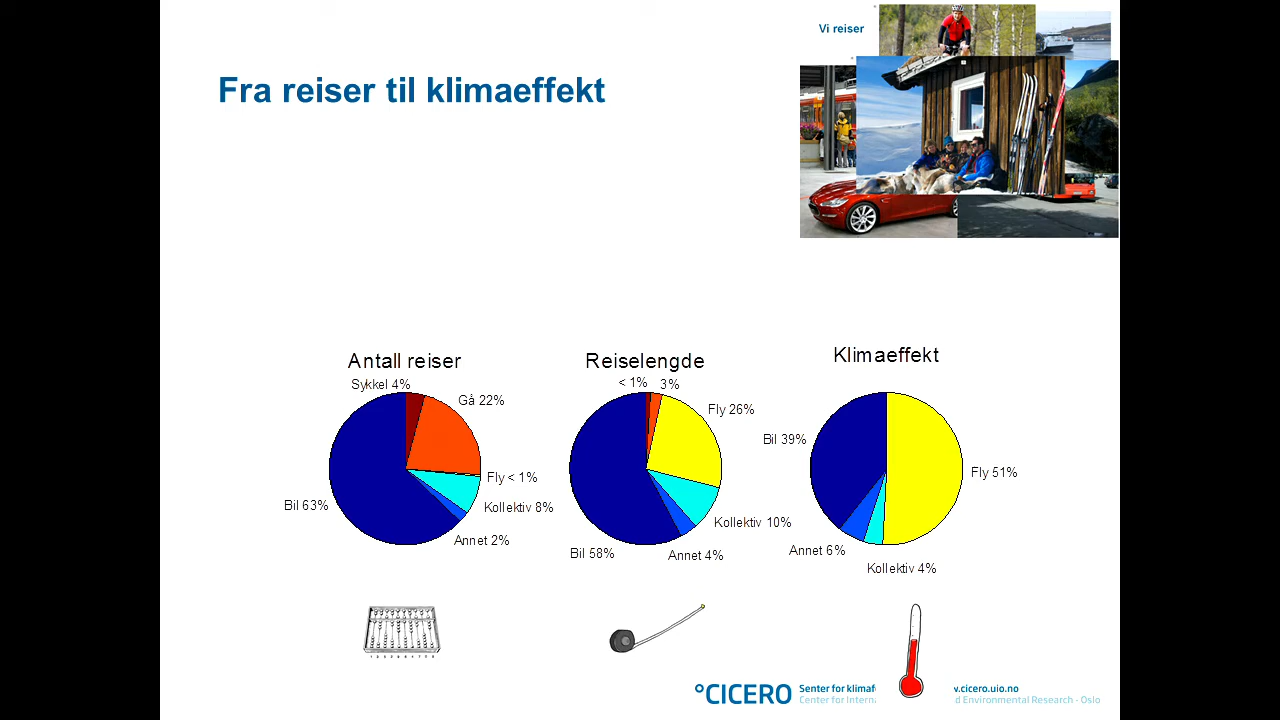 Vi reiser
Fra reiser til klimaeffekt
Antall reiser
Sykkel 4%
Gå 22%
Fly < 1%
Kollektiv 8%
Annet 2%
Bil 63%
Reiselengde
< 1%
3%
Fly 26%
Kollektiv 10%
Annet 4%
Bil 58%
Klimaeffekt
Fly 51%
Kollektiv 4%
Annet 6%
Bil 39%
°CICERO
Senter for klimaf
v.cicero.uio.no
Center for Interna
d Environmental Research - Oslo